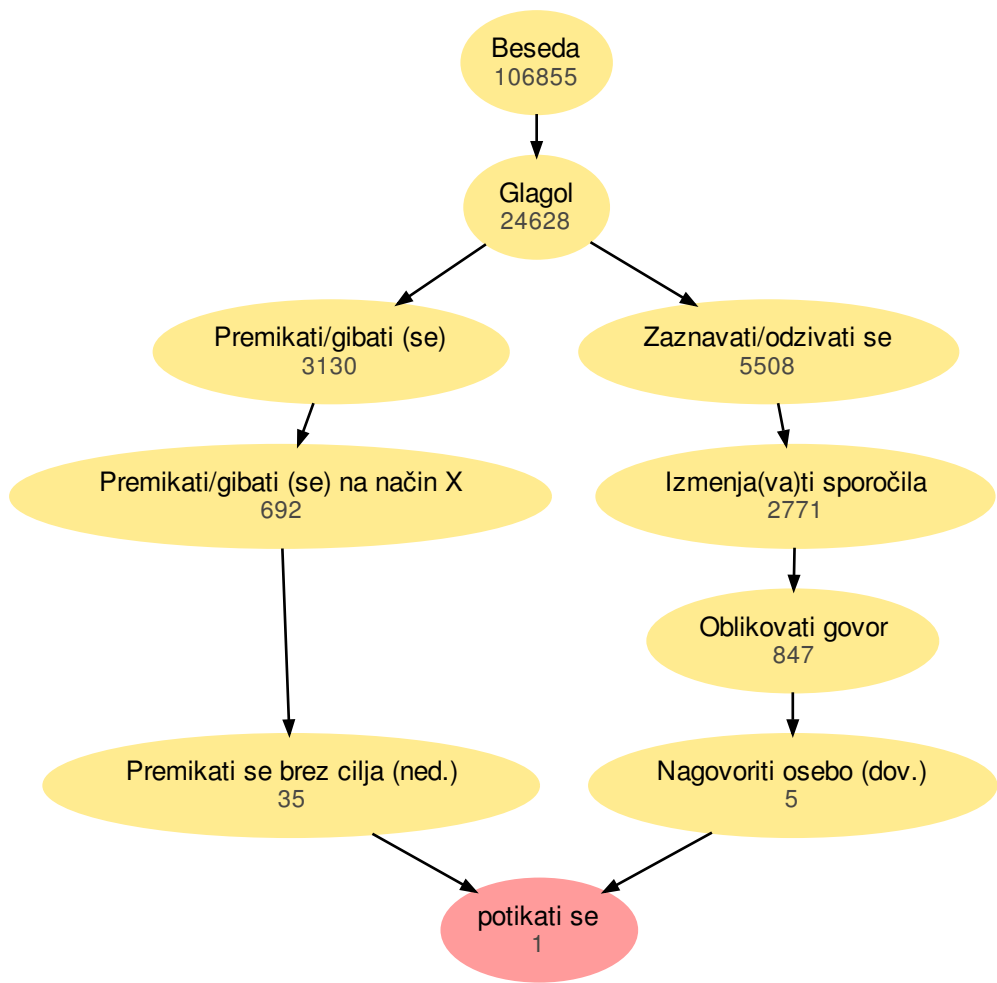 Beseda
106855
Glagol
24628
Premikati/gibati (se)
3130
Zaznavati/odzivati se
5508
Premikati/gibati (se) na način X
692
Izmenja(va)ti sporočila
2771
Oblikovati govor
847
Premikati se brez cilja (ned.)
35
Nagovoriti osebo (dov.)
5
potikati se
1